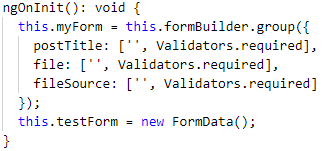 ngOnInit(): void {
  this.myForm = this.formBuilder.group({
    postTitle: ['', Validators.required],
    file: ['', Validators.required],
    fileSource: ['', Validators.required]
  });
  this.testForm = new FormData();
}